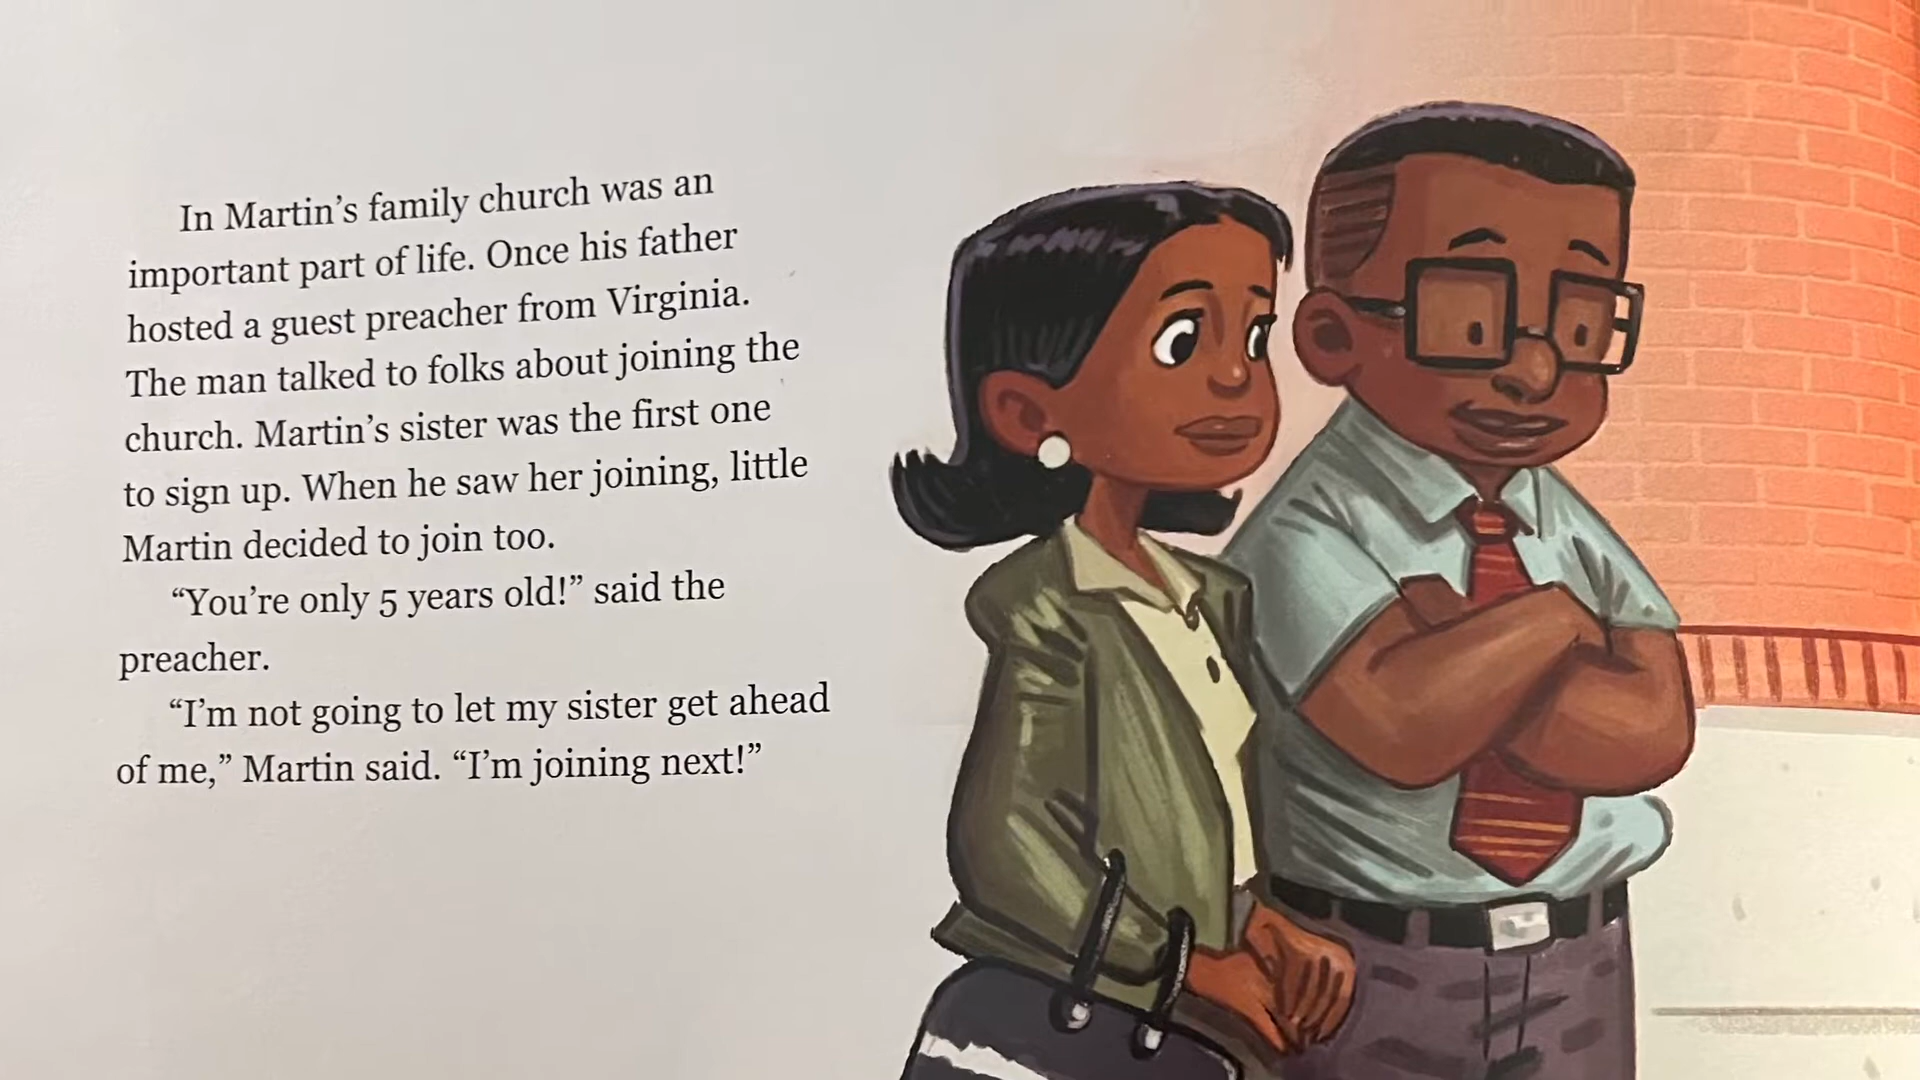 In Martin’s family church was an
important part of life. Once his father
hosted a guest preacher from Virginia.
The man talked to folks about joining the
church. Martin’s sister was the first one
to sign up. When he saw her joining, little
Martin decided to join too.
“You’re only 5 years old!” said the
preacher.
“I’m not going to let my sister get ahead
of me,” Martin said. “I’m joining next!”